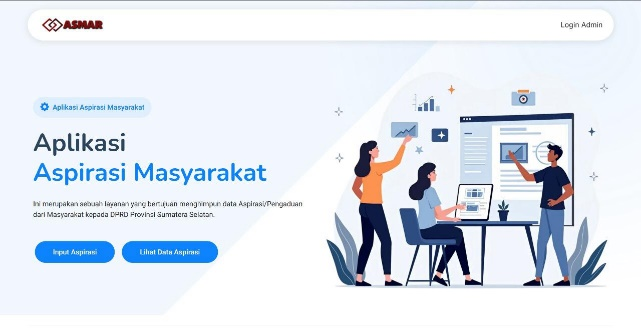 ASMAR
Login Admin
Aplikasi Aspirasi Masyarakat
Aplikasi
Aspirasi Masyarakat
Ini merupakan sebuah layanan yang bertujuan menghimpun data Aspirasi/Pengaduan
dari Masyarakat kepada DPRD Provinsi Sumatera Selatan.
Input Aspirasi
Lihat Data Aspirasi